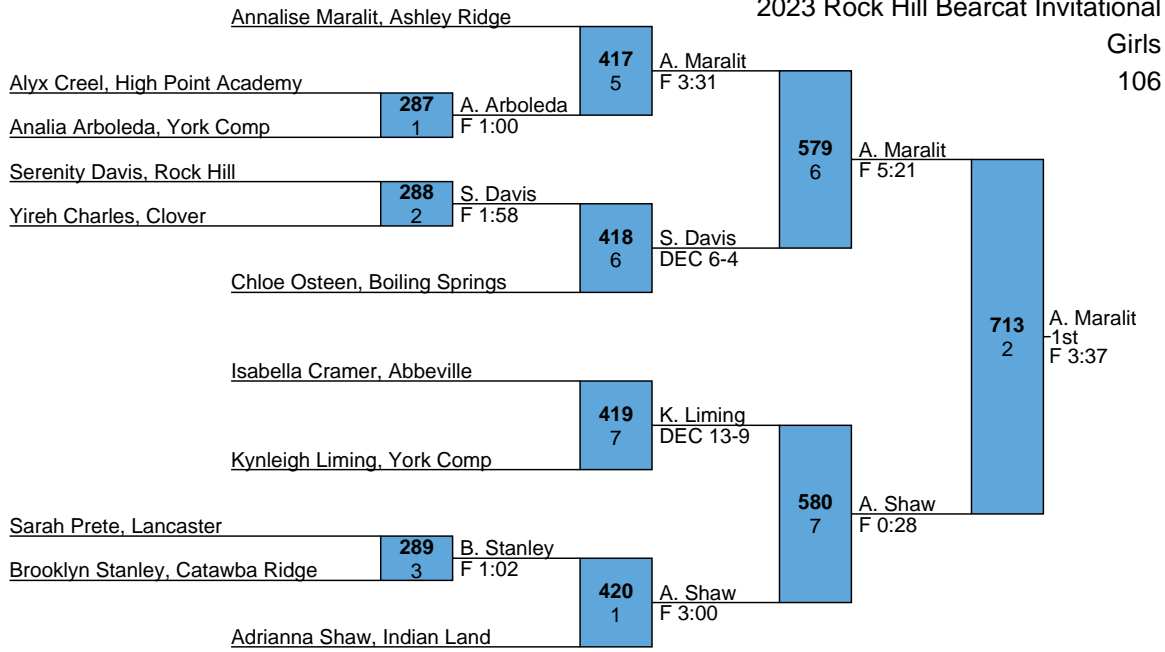 2023 Rock Hill Bearcat Invitational
Girls
106
Annalise Maralit, Ashley Ridge
417
5
A. Maralit
F 3:31
Alyx Creel, High Point Academy
287
1
A. Arboleda
F 1:00
Analia Arboleda, York Comp
579
6
A. Maralit
F 5:21
Serenity Davis, Rock Hill
288
2
S. Davis
F 1:58
Yireh Charles, Clover
418
6
S. Davis
DEC 6-4
Chloe Osteen, Boiling Springs
713
2
A. Maralit
1st
F 3:37
Isabella Cramer, Abbeville
419
7
K. Liming
DEC 13-9
Kynleigh Liming, York Comp
580
7
A. Shaw
F 0:28
Sarah Prete, Lancaster
289
3
B. Stanley
F 1:02
Brooklyn Stanley, Catawba Ridge
420
1
A. Shaw
F 3:00
Adrianna Shaw, Indian Land